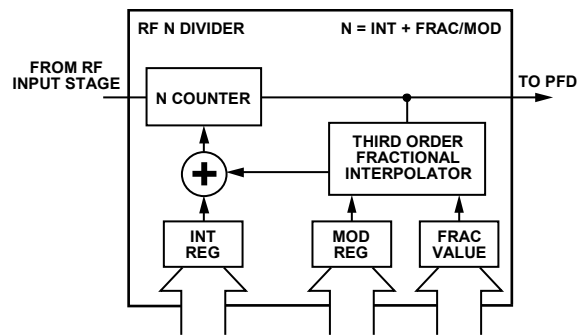 RF N DIVIDER
N = INT + FRAC/MOD
FROM RF
INPUT STAGE
TO PFD
N COUNTER
THIRD ORDER
FRACTIONAL
INTERPOLATOR
+
INT
REG
MOD
REG
FRAC
VALUE